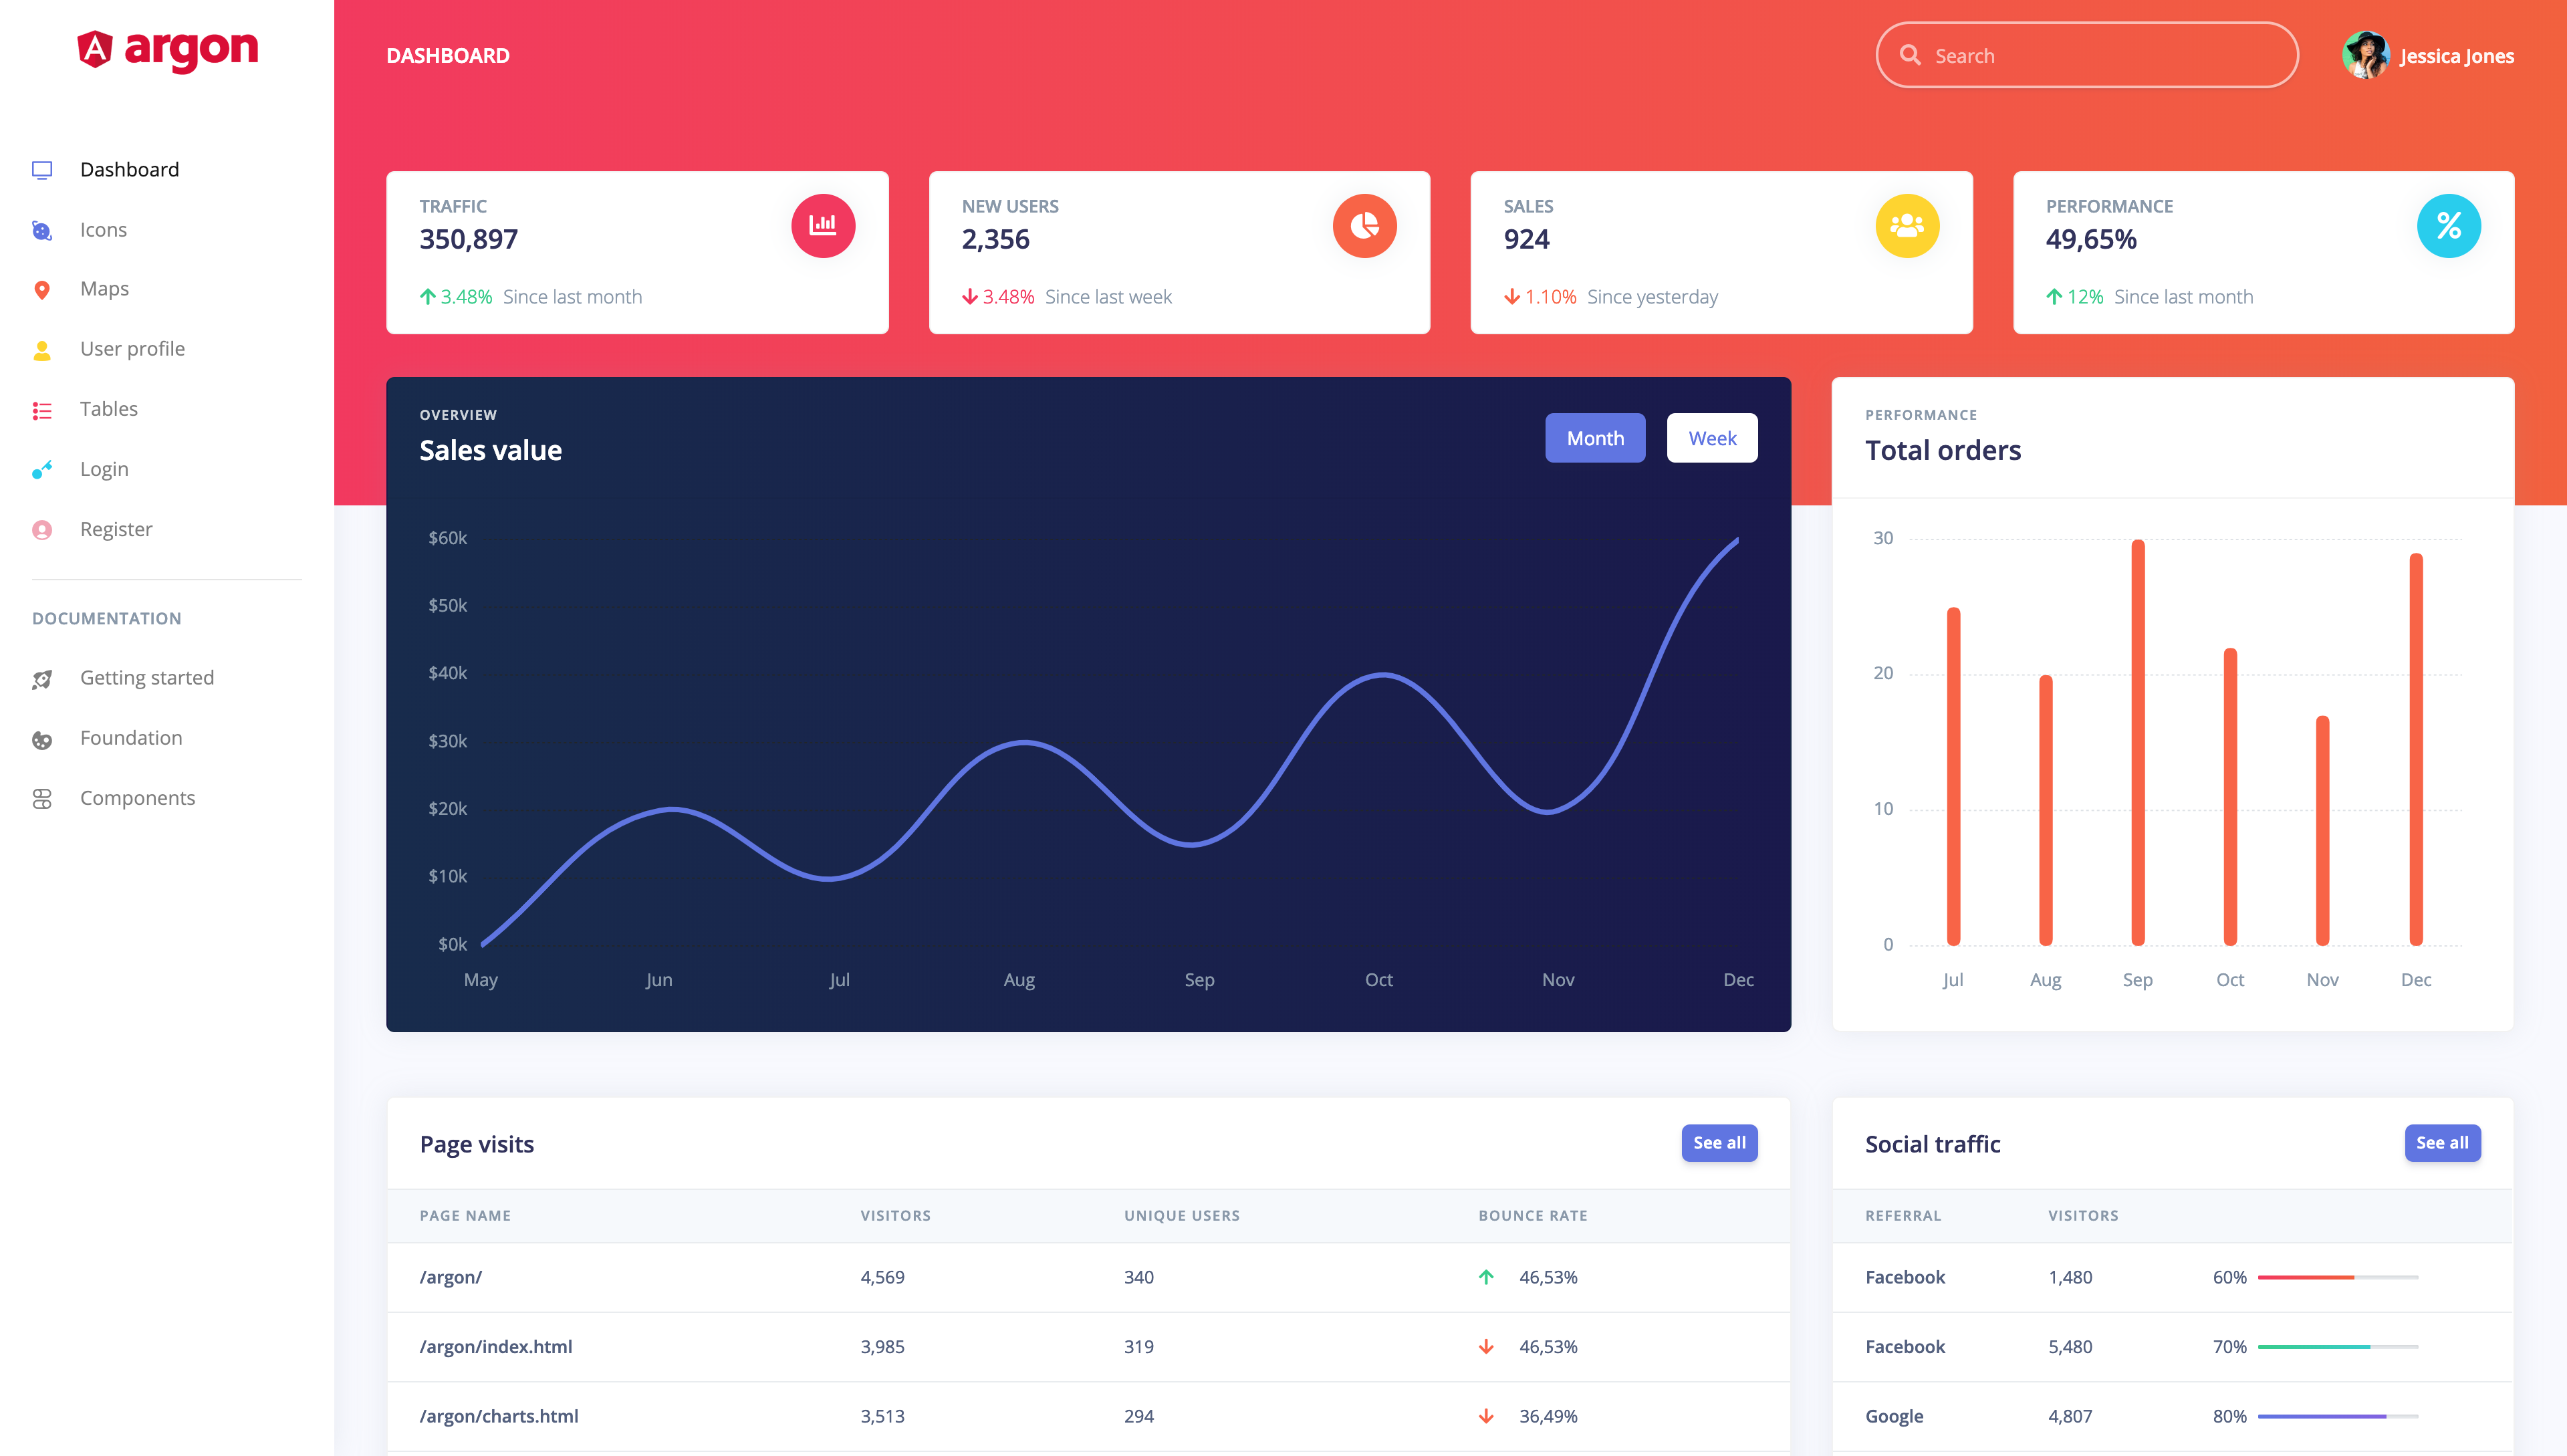 argon
Dashboard
Icons
Maps
User profile
Tables
Login
Register
DOCUMENTATION
Getting started
Foundation
Components
DASHBOARD
Search
Jessica Jones
TRAFFIC
350,897
3.48% Since last month
NEW USERS
2,356
3.48% Since last week
SALES
924
1.10% Since yesterday
PERFORMANCE
49,65%
12% Since last month
OVERVIEW
Sales value
Month
Week
$60k
$50k
$40k
$30k
$20k
$10k
$0k
May Jun Jul Aug Sep Oct Nov Dec
PERFORMANCE
Total orders
30
20
10
0
Jul Aug Sep Oct Nov Dec
Page visits
See all
PAGE NAME VISITORS UNIQUE USERS BOUNCE RATE
/argon/ 4,569 340 46,53%
/argon/index.html 3,985 319 46,53%
/argon/charts.html 3,513 294 36,49%
Social traffic
See all
REFERRAL VISITORS
Facebook 1,480 60%
Facebook 5,480 70%
Google 4,807 80%